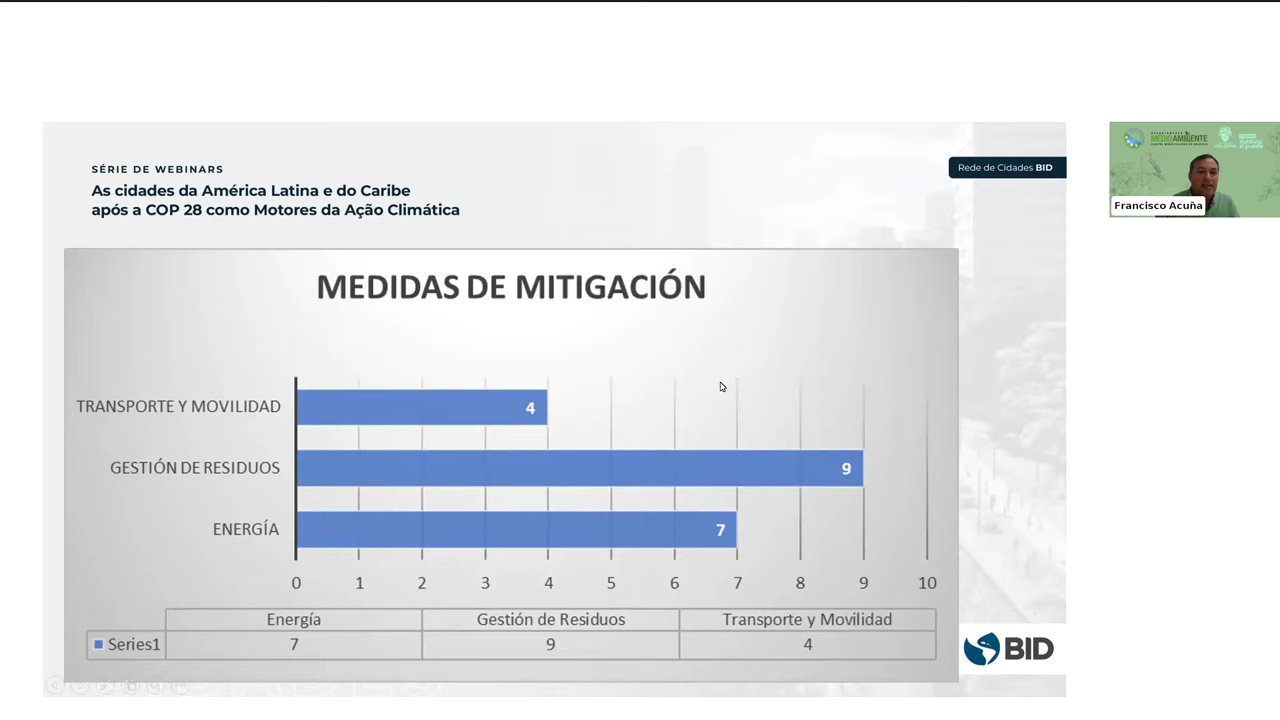 SÉRIE DE WEBINARS
As cidades da América Latina e do Caribe
após a COP 28 como Motores da Ação Climática
Rede de Cidades BID
MEDIOAMBIENTE
Francisco Acuña
MEDIDAS DE MITIGACIÓN
TRANSPORTE Y MOVILIDAD 4
GESTIÓN DE RESIDUOS 9
ENERGÍA 7
0 1 2 3 4 5 6 7 8 9 10
Energía Gestión de Residuos Transporte y Movilidad
Series1 7 9 4
BID